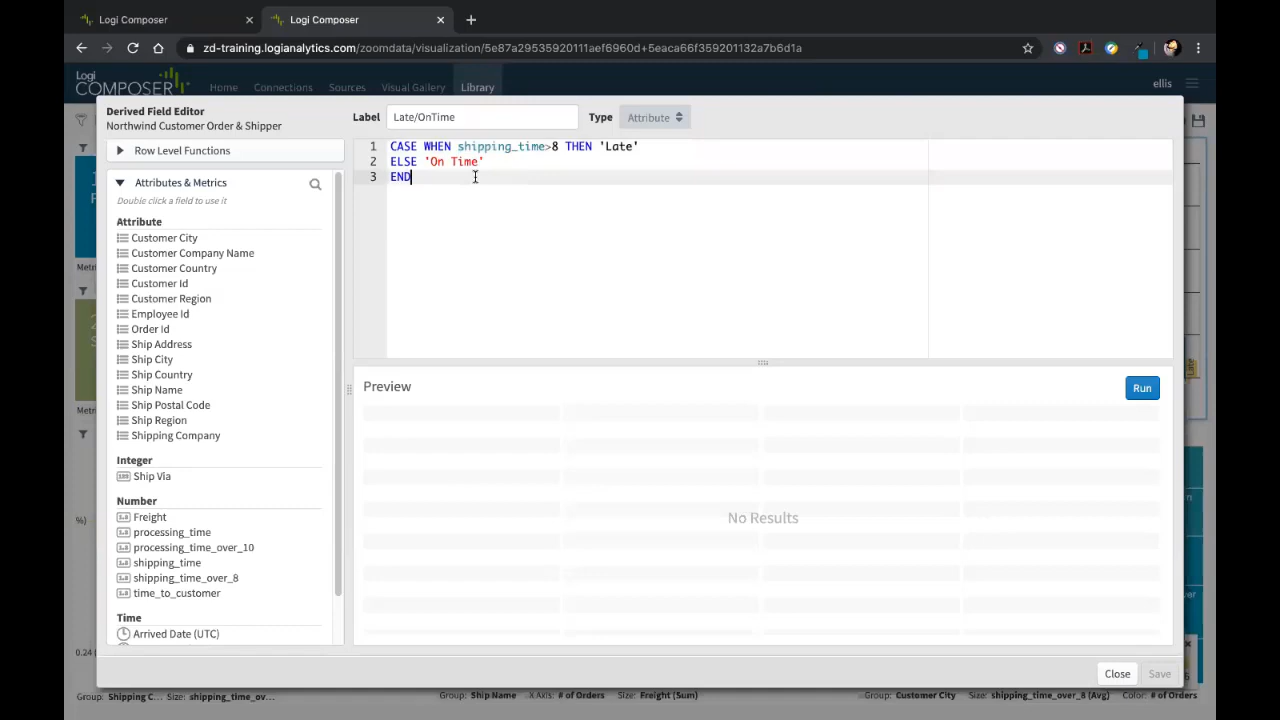 Logi Composer
Logi Composer
zd-training.logianalytics.com/zoomdata/visualization/5e87a29535920111aef6960d+5eaca66f359201132a7b6d1a
Logi
COMPOSER
Home
Connections
Sources
Visual Gallery
Library
ellis
Derived Field Editor
Northwind Customer Order & Shipper
Label
Late/OnTime
Type
Attribute
Row Level Functions
Attributes & Metrics
Double click a field to use it
Attribute
Customer City
Customer Company Name
Customer Country
Customer Id
Customer Region
Employee Id
Order Id
Ship Address
Ship City
Ship Country
Ship Name
Ship Postal Code
Ship Region
Shipping Company
Integer
Ship Via
Number
Freight
processing_time
processing_time_over_10
shipping_time
shipping_time_over_8
time_to_customer
Time
Arrived Date (UTC)
1 CASE WHEN shipping_time>8 THEN 'Late'
2 ELSE 'On Time'
3 END
Preview
Run
No Results
Close
Save
Metri
Metri
%)
0.24 (
Group: Shipping C... Size: shipping_time_ov...
Group: Ship Name X Axis: # of Orders Size: Freight (Sum)
Group: Customer City Size: shipping_time_over_8 (Avg) Color: # of Orders